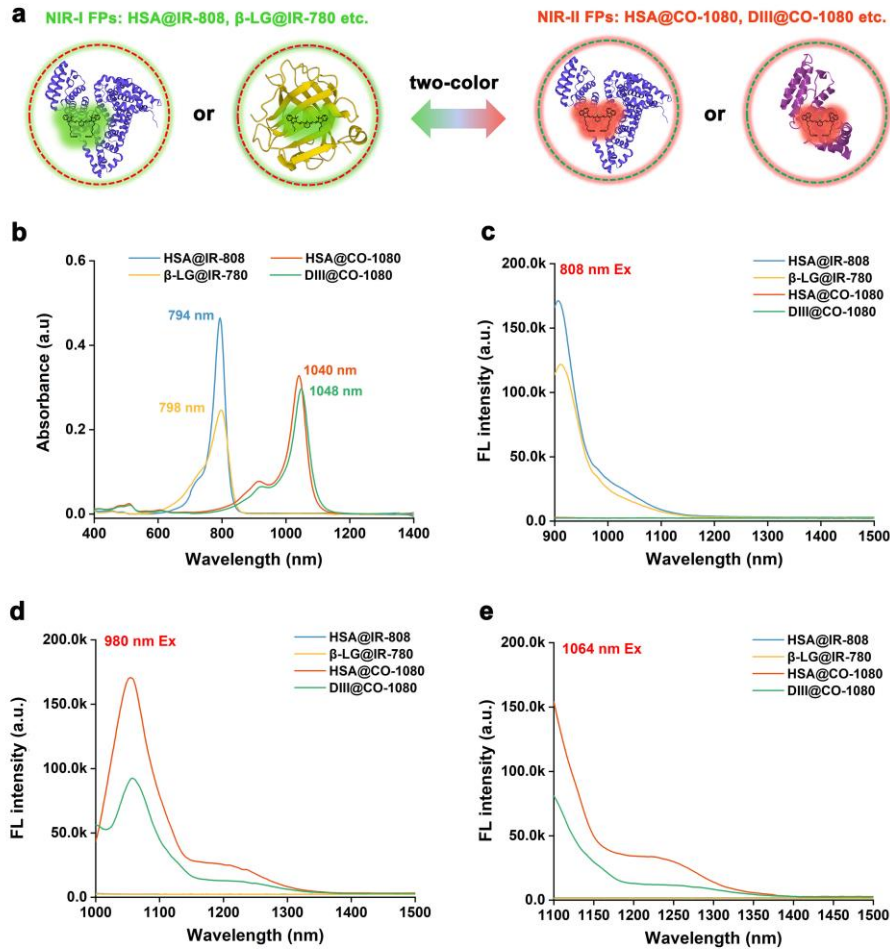 a
NIR-I FPs: HSA@IR-808, β-LG@IR-780 etc.
NIR-II FPs: HSA@CO-1080, DIII@CO-1080 etc.
or
two-color
or
b
HSA@IR-808
HSA@CO-1080
β-LG@IR-780
DIII@CO-1080
794 nm
1040 nm
1048 nm
798 nm
Absorbance (a.u)
0.6
0.4
0.2
0.0
400 600 800 1000 1200 1400
Wavelength (nm)
c
808 nm Ex
HSA@IR-808
β-LG@IR-780
HSA@CO-1080
DIII@CO-1080
FL intensity (a.u.)
200.0k
150.0k
100.0k
50.0k
0.0
900 1000 1100 1200 1300 1400 1500
Wavelength (nm)
d
980 nm Ex
HSA@IR-808
β-LG@IR-780
HSA@CO-1080
DIII@CO-1080
FL intensity (a.u.)
200.0k
150.0k
100.0k
50.0k
0.0
1000 1100 1200 1300 1400 1500
Wavelength (nm)
e
1064 nm Ex
HSA@IR-808
β-LG@IR-780
HSA@CO-1080
DIII@CO-1080
FL intensity (a.u.)
200.0k
150.0k
100.0k
50.0k
0.0
1100 1150 1200 1250 1300 1350 1400 1450 1500
Wavelength (nm)